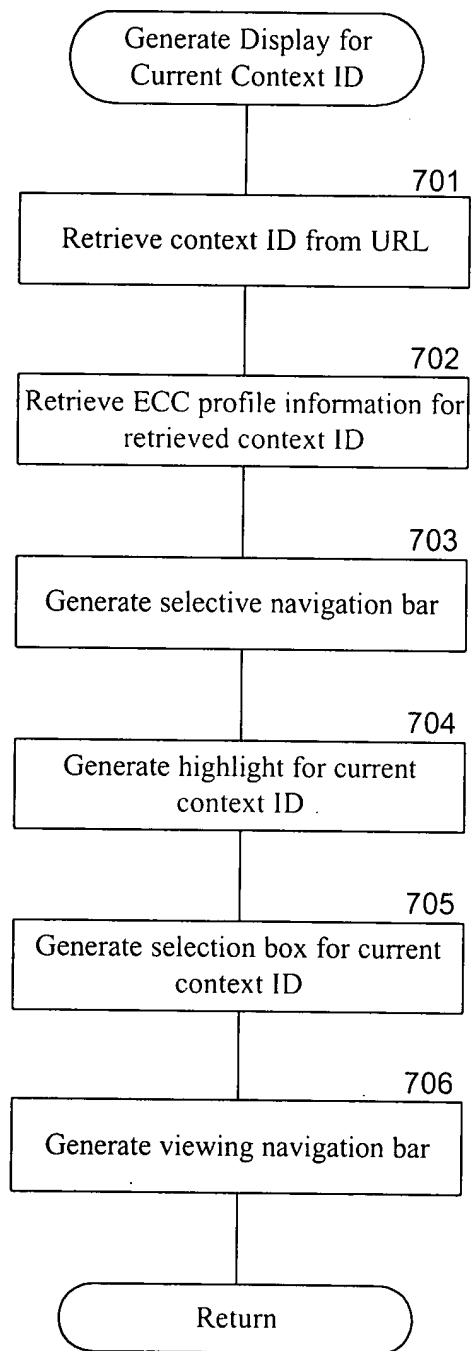 Generate Display for
Current Context ID
701
Retrieve context ID from URL
702
Retrieve ECC profile information for
retrieved context ID
703
Generate selective navigation bar
704
Generate highlight for current
context ID
705
Generate selection box for current
context ID
706
Generate viewing navigation bar
Return